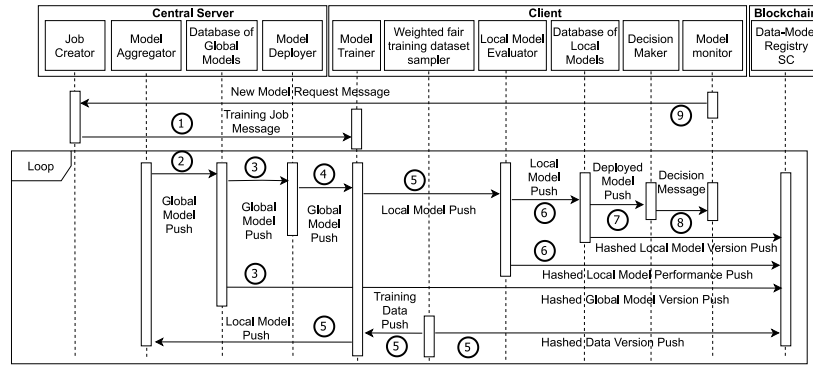 Central Server
Client
Blockchain
Job
Creator
Model
Aggregator
Database of
Global
Models
Model
Deployer
Model
Trainer
Weighted fair
training dataset
sampler
Local Model
Evaluator
Database of
Local
Models
Decision
Maker
Model
monitor
Data-Model
Registry
SC
New Model Request Message
9
1
Training Job
Message
Loop
2
Global
Model
Push
3
Global
Model
Push
4
Global
Model
Push
5
Local Model Push
Local
Model
Push
6
Deployed
Model
Push
7
Decision
Message
8
Hashed Local Model Version Push
6
Hashed Local Model Performance Push
3
Hashed Global Model Version Push
Local Model
Push
5
Training
Data
Push
5
5
Hashed Data Version Push